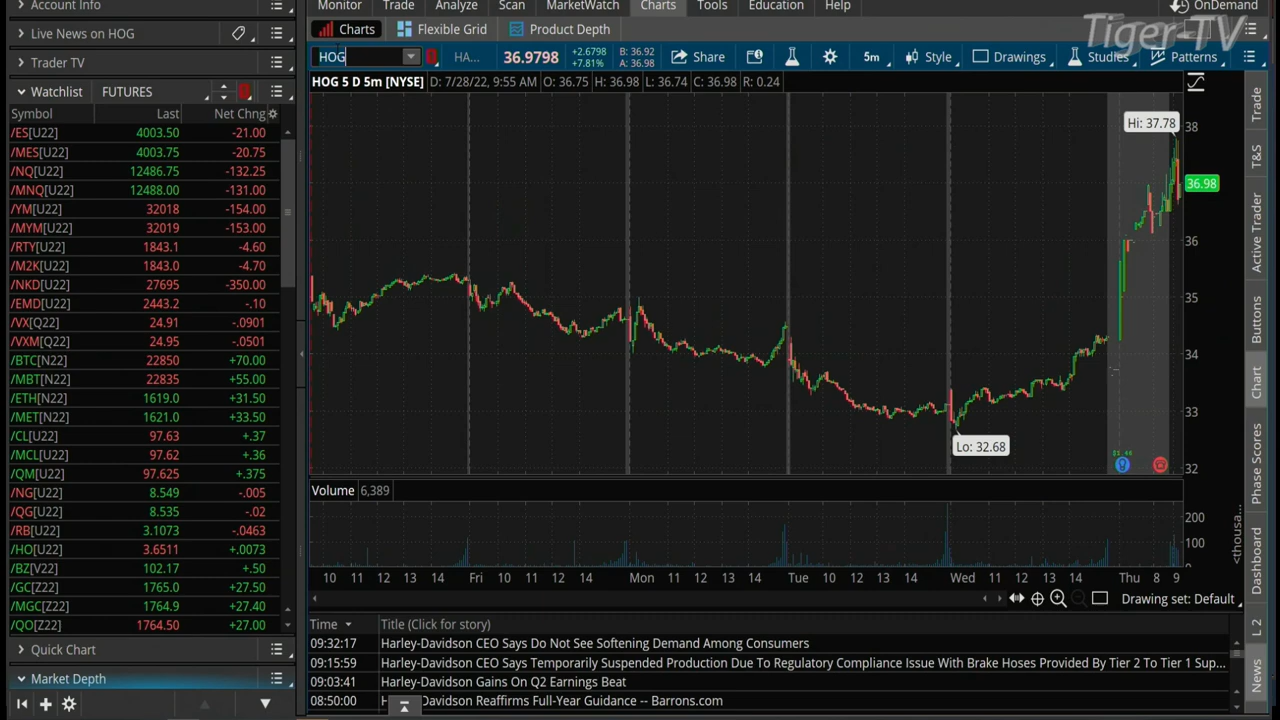 Account Info
Monitor Trade Analyze Scan MarketWatch Charts Tools Education Help
OnDemand
Tiger-TV
Live News on HOG
Charts Flexible Grid Product Depth
Trader TV
HOG HA... 36.9798 +2.6798 +7.81% B: 36.92 A: 36.98 Share 5m Style Drawings Studies Patterns
Watchlist FUTURES
HOG 5 D 5m [NYSE] D: 7/28/22, 9:55 AM O: 36.75 H: 36.98 L: 36.74 C: 36.98 R: 0.24
Symbol Last Net Chng
/ES[U22] 4003.50 -21.00
/MES[U22] 4003.75 -20.75
/NQ[U22] 12486.75 -132.25
/MNQ[U22] 12488.00 -131.00
/YM[U22] 32018 -154.00
/MYM[U22] 32019 -153.00
/RTY[U22] 1843.1 -4.60
/M2K[U22] 1843.0 -4.70
/NKD[U22] 27695 -350.00
/EMD[U22] 2443.2 -.10
/VX[Q22] 24.91 -.0901
/VXM[Q22] 24.95 -.0501
/BTC[N22] 22850 +70.00
/MBT[N22] 22835 +55.00
/ETH[N22] 1619.0 +31.50
/MET[N22] 1621.0 +33.50
/CL[U22] 97.63 +.37
/MCL[U22] 97.62 +.36
/QM[U22] 97.625 +.375
/NG[U22] 8.549 -.005
/QG[U22] 8.535 -.02
/RB[U22] 3.1073 -.0463
/HO[U22] 3.6511 +.0073
/BZ[V22] 102.17 +.50
/GC[Z22] 1765.0 +27.50
/MGC[Z22] 1764.9 +27.40
/QO[Z22] 1764.50 +27.00
Quick Chart
Market Depth
Hi: 37.78
38
36.98
36
35
34
33
32
Lo: 32.68
Volume 6,389
200
100
<thousa...
10 11 12 13 14 Fri 10 11 12 13 14 Mon 11 12 13 14 Tue 10 11 12 13 14 Wed 11 12 13 14 Thu 8 9
Drawing set: Default
Time Title (Click for story)
09:32:17 Harley-Davidson CEO Says Do Not See Softening Demand Among Consumers
09:15:59 Harley-Davidson CEO Says Temporarily Suspended Production Due To Regulatory Compliance Issue With Brake Hoses Provided By Tier 2 To Tier 1 Sup...
09:03:41 Harley-Davidson Gains On Q2 Earnings Beat
08:50:00 Davidson Reaffirms Full-Year Guidance -- Barrons.com
Trade
T&S
Active Trader
Buttons
Chart
Phase Scores
Dashboard
L 2
News